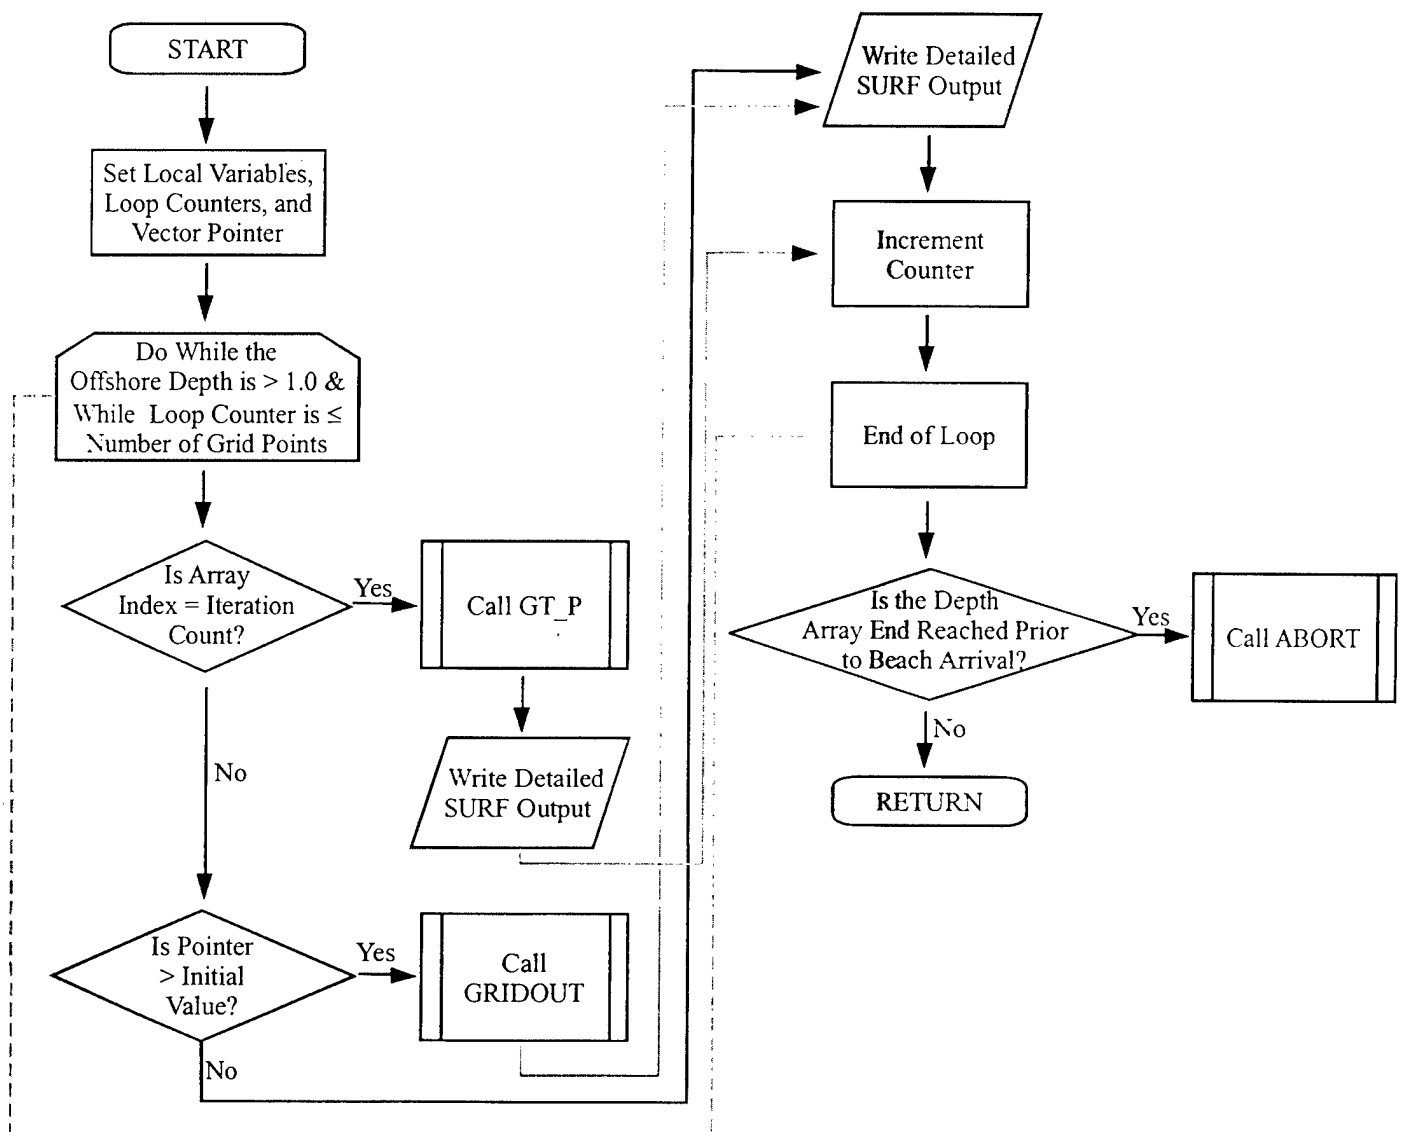 START
Set Local Variables,
Loop Counters, and
Vector Pointer
Do While the
Offshore Depth is > 1.0 &
While Loop Counter is ≤
Number of Grid Points
Is Array
Index = Iteration
Count?
Yes
Call GT_P
Write Detailed
SURF Output
No
Is Pointer
> Initial
Value?
Yes
Call
GRIDOUT
No
Write Detailed
SURF Output
Increment
Counter
End of Loop
Is the Depth
Array End Reached Prior
to Beach Arrival?
Yes
Call ABORT
No
RETURN